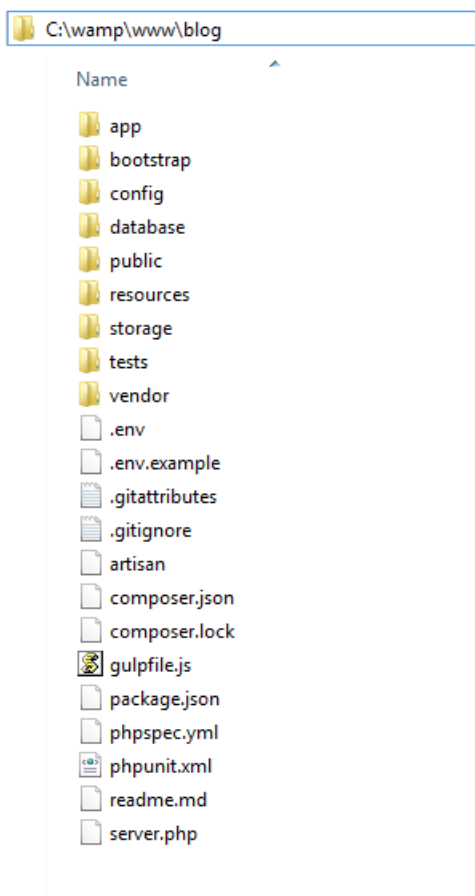 C:\wamp\www\blog
Name
app
bootstrap
config
database
public
resources
storage
tests
vendor
.env
.env.example
.gitattributes
.gitignore
artisan
composer.json
composer.lock
gulpfile.js
package.json
phpspec.yml
phpunit.xml
readme.md
server.php